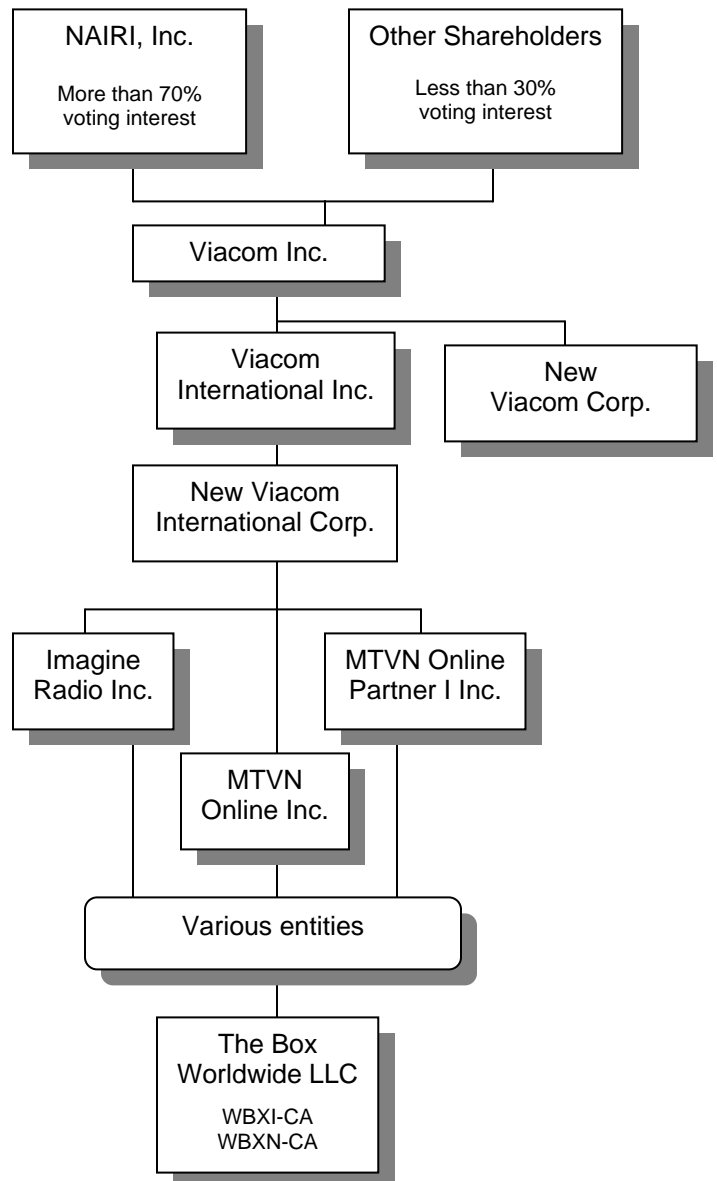 NAIRI, Inc.
More than 70%
voting interest
Other Shareholders
Less than 30%
voting interest
Viacom Inc.
Viacom
International Inc.
New
Viacom Corp.
New Viacom
International Corp.
Imagine
Radio Inc.
MTVN Online
Partner I Inc.
MTVN
Online Inc.
Various entities
The Box
Worldwide LLC
WBXI-CA
WBXN-CA